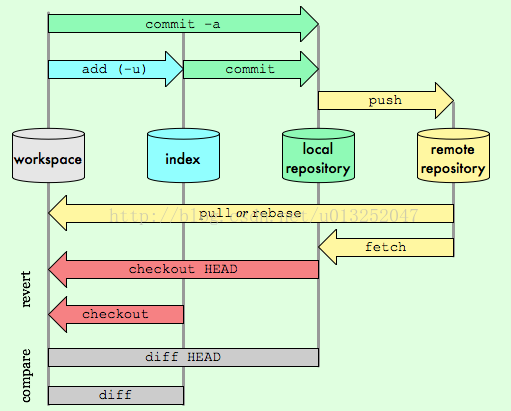 commit -a
add (-u)
commit
push
workspace
index
local
repository
remote
repository
pull or rebase
http://blog.csdn.net/u013252047
fetch
checkout HEAD
revert
checkout
compare
diff HEAD
diff